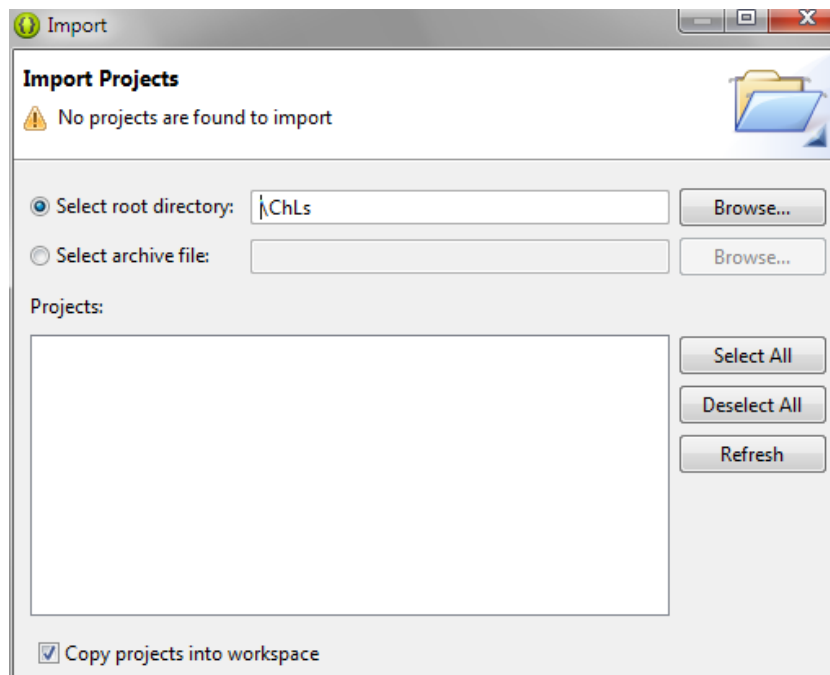 Import
Import Projects
No projects are found to import
Select root directory: \ChLs Browse...
Select archive file: Browse...
Projects:
Select All
Deselect All
Refresh
Copy projects into workspace